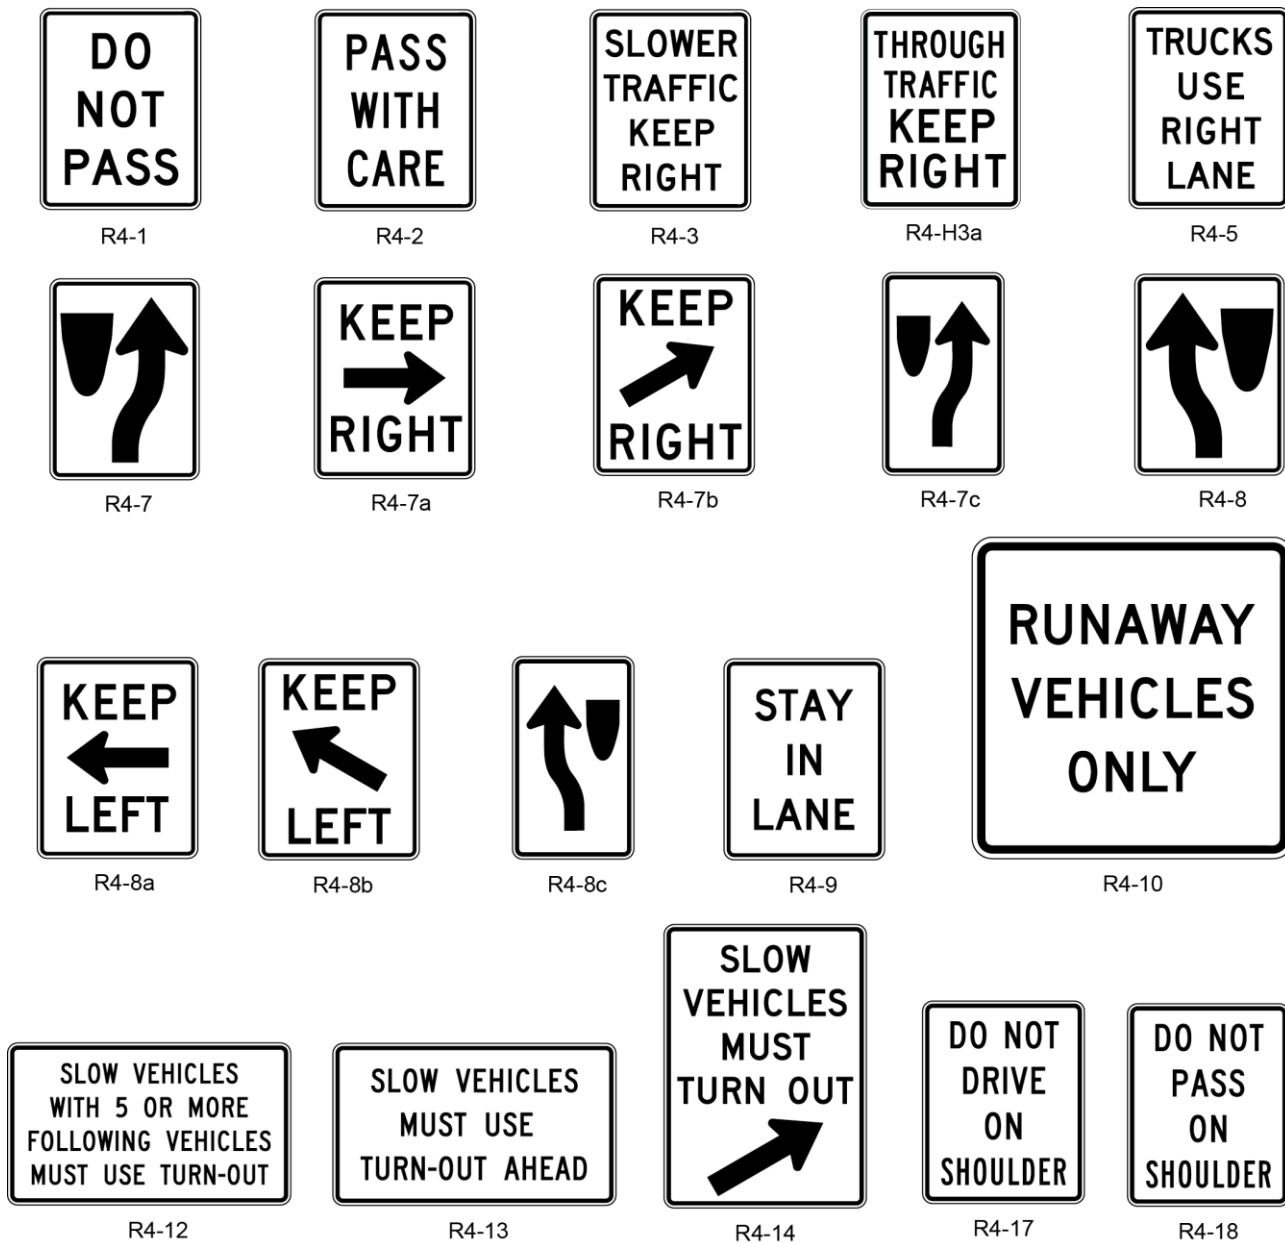 DO
NOT
PASS
R4-1
PASS
WITH
CARE
R4-2
SLOWER
TRAFFIC
KEEP
RIGHT
R4-3
THROUGH
TRAFFIC
KEEP
RIGHT
R4-H3a
TRUCKS
USE
RIGHT
LANE
R4-5
R4-7
KEEP
RIGHT
R4-7a
KEEP
RIGHT
R4-7b
R4-7c
R4-8
KEEP
LEFT
R4-8a
KEEP
LEFT
R4-8b
R4-8c
STAY
IN
LANE
R4-9
RUNAWAY
VEHICLES
ONLY
R4-10
SLOW VEHICLES
WITH 5 OR MORE
FOLLOWING VEHICLES
MUST USE TURN-OUT
R4-12
SLOW VEHICLES
MUST USE
TURN-OUT AHEAD
R4-13
SLOW
VEHICLES
MUST
TURN OUT
R4-14
DO NOT
DRIVE
ON
SHOULDER
R4-17
DO NOT
PASS
ON
SHOULDER
R4-18